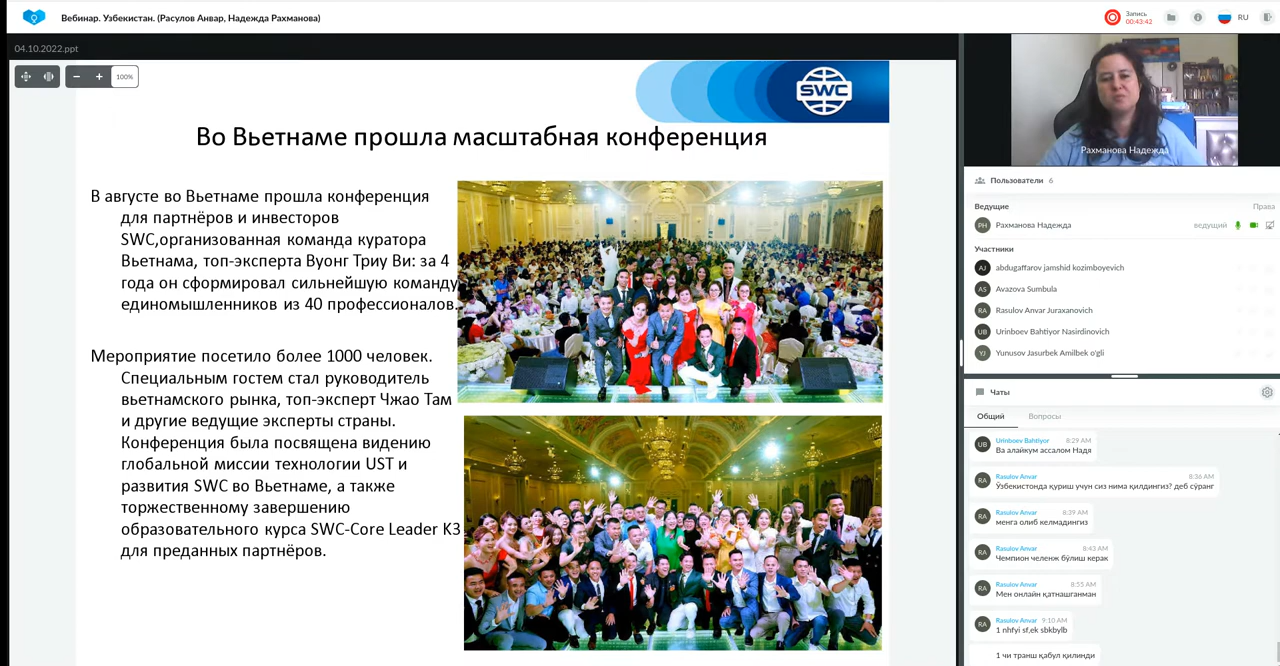 Вебинар. Узбекистан. (Расулов Анвар, Надежда Рахманова)
Запись
00:43:42
RU
04.10.2022.ppt
100%
SWC
Во Вьетнаме прошла масштабная конференция
В августе во Вьетнаме прошла конференция
для партнёров и инвесторов
SWC,организованная команда куратора
Вьетнама, топ-эксперта Вуонг Триу Ви: за 4
года он сформировал сильнейшую команду
единомышленников из 40 профессионалов.
Мероприятие посетило более 1000 человек.
Специальным гостем стал руководитель
вьетнамского рынка, топ-эксперт Чжао Там
и другие ведущие эксперты страны.
Конференция была посвящена видению
глобальной миссии технологии UST и
развития SWC во Вьетнаме, а также
торжественному завершению
образовательного курса SWC-Core Leader K3
для преданных партнёров.
Рахманова Надежда
Пользователи 6
Ведущие Права
РН Рахманова Надежда ведущий
Участники
AJ abdugaffarov jamshid kozimboyevich
AS Avazova Sumbula
RA Rasulov Anvar Juraxanovich
UB Urinboev Bahtiyor Nasirdinovich
YJ Yunusov Jasurbek Amilbek o'gli
Чаты
Общий Вопросы
UB Urinboev Bahtiyor 8:29 AM
Ва алайкум ассалом Надя
RA Rasulov Anvar 8:36 AM
Ўзбекистонда қуриш учун сиз нима қилдингиз? деб сўранг
RA Rasulov Anvar 8:39 AM
менга олиб келмадингиз
RA Rasulov Anvar 8:43 AM
Чемпион челенж бўлиш керак
RA Rasulov Anvar 8:55 AM
Мен онлайн қатнашганман
RA Rasulov Anvar 9:10 AM
1 nhfyi sf,ek sbkbylb
1 чи транш қабул қилинди